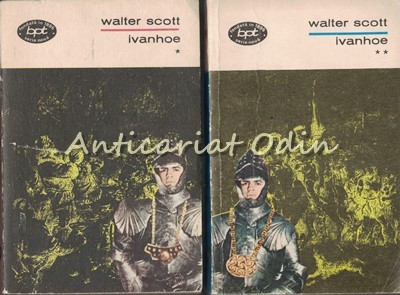 bpt
walter scott
ivanhoe
*
bpt
walter scott
ivanhoe
**
Anticariat Odin